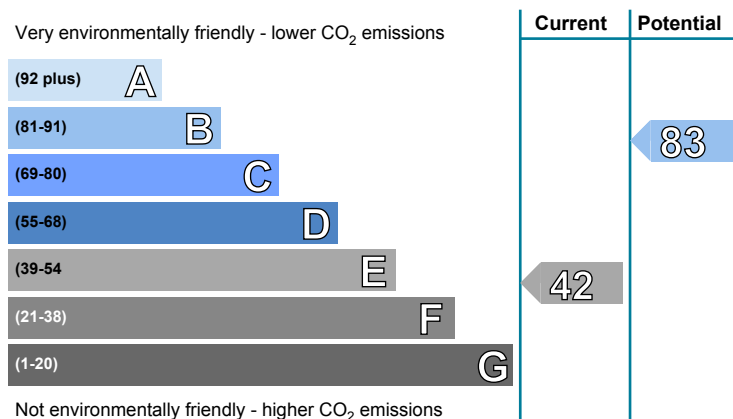 Current Potential
Very environmentally friendly - lower CO₂ emissions
(92 plus) A
(81-91) B
83
(69-80) C
(55-68) D
(39-54 E
42
(21-38) F
(1-20) G
Not environmentally friendly - higher CO₂ emissions